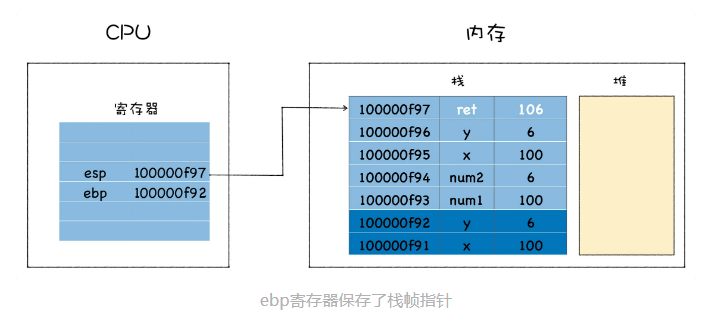 CPU
内存
寄存器
esp 100000f97
ebp 100000f92
栈
堆
100000f97 ret 106
100000f96 y 6
100000f95 x 100
100000f94 num2 6
100000f93 num1 100
100000f92 y 6
100000f91 x 100
ebp寄存器保存了栈帧指针